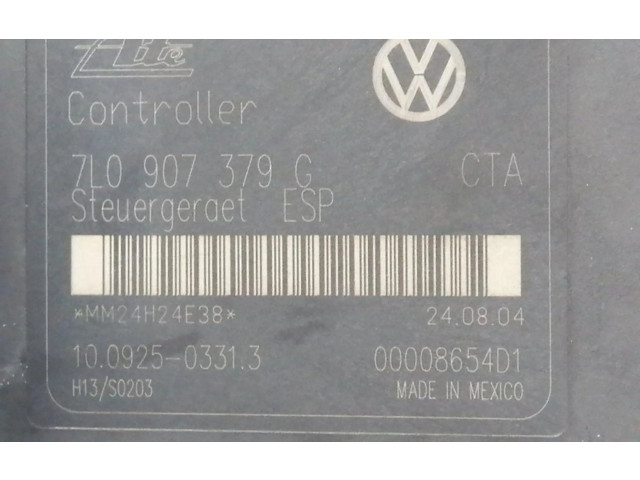 Ate
Controller
7L0 907 379 G CTA
Steuergeraet ESP
*MM24H24E38* 24.08.04
10.0925-0331.3 00008654D1
H13/S0203 MADE IN MEXICO